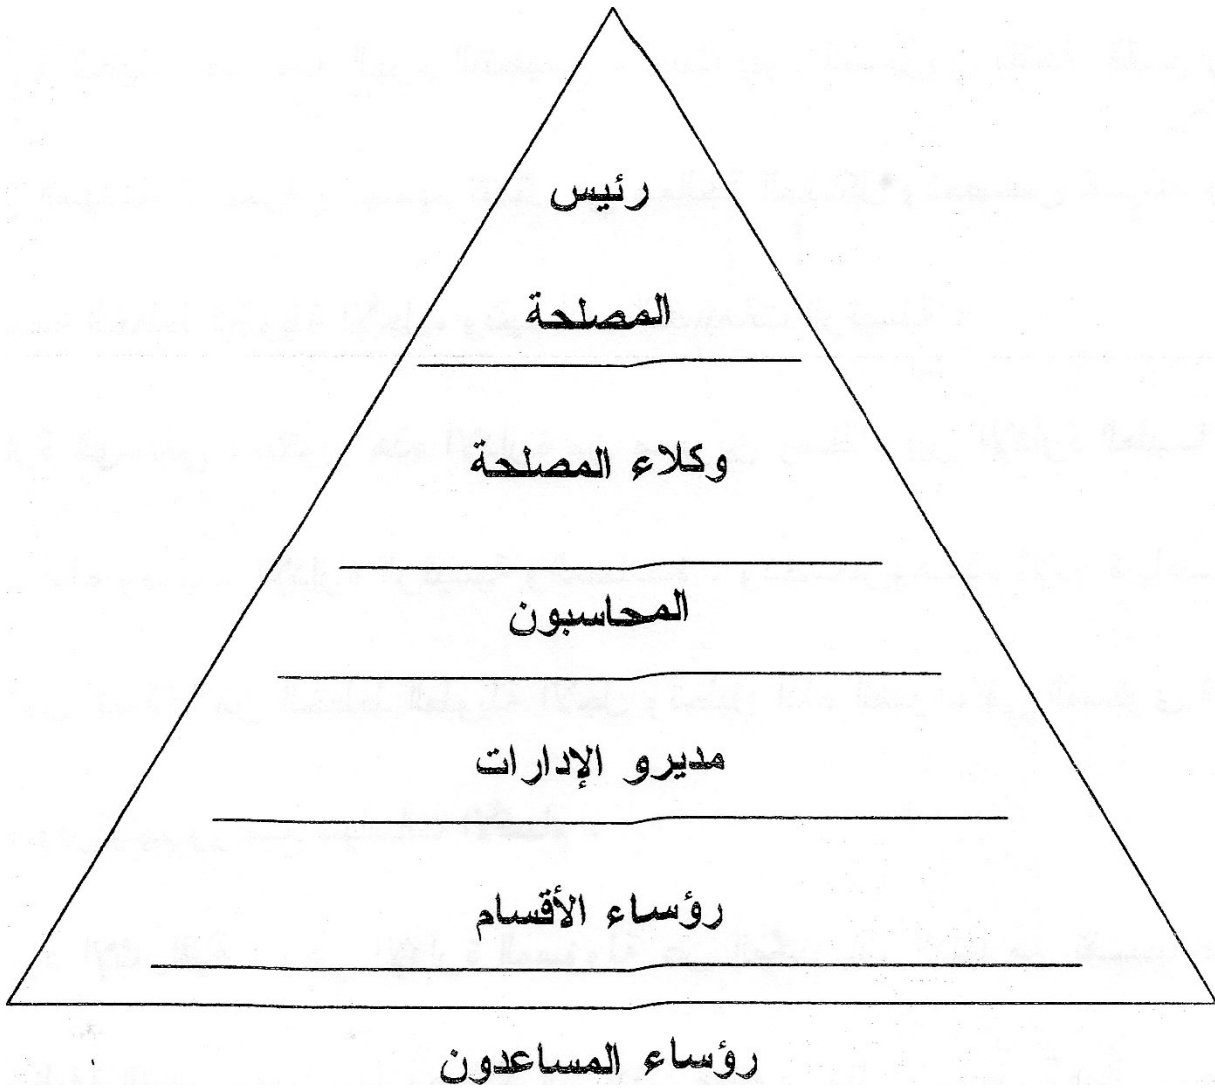 رئيس
المصلحة
وكلاء المصلحة
المحاسبون
مديرو الإدارات
رؤساء الأقسام
رؤساء المساعدون